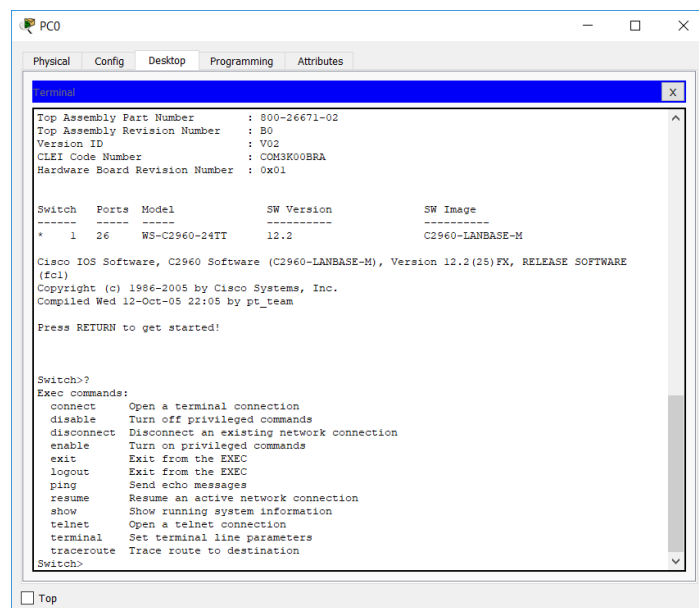 PC0
Physical Config Desktop Programming Attributes
Terminal X
Top Assembly Part Number : 800-26671-02
Top Assembly Revision Number : B0
Version ID : V02
CLEI Code Number : COM3K00BRA
Hardware Board Revision Number : 0x01
Switch Ports Model SW Version SW Image
------ ----- ----- ---------- ----------
* 1 26 WS-C2960-24TT 12.2 C2960-LANBASE-M
Cisco IOS Software, C2960 Software (C2960-LANBASE-M), Version 12.2(25)FX, RELEASE SOFTWARE
(fc1)
Copyright (c) 1986-2005 by Cisco Systems, Inc.
Compiled Wed 12-Oct-05 22:05 by pt_team
Press RETURN to get started!
Switch>?
Exec commands:
connect Open a terminal connection
disable Turn off privileged commands
disconnect Disconnect an existing network connection
enable Turn on privileged commands
exit Exit from the EXEC
logout Exit from the EXEC
ping Send echo messages
resume Resume an active network connection
show Show running system information
telnet Open a telnet connection
terminal Set terminal line parameters
traceroute Trace route to destination
Switch>
Top